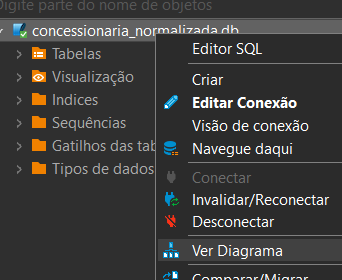 Digite parte do nome de objetos
concessionaria_normalizada.db
Tabelas
Visualização
Indices
Sequências
Gatilhos das tab
Tipos de dados
Editor SQL
Criar
Editar Conexão
Visão de conexão
Navegue daqui
Conectar
Invalidar/Reconectar
Desconectar
Ver Diagrama
Comparar/Migrar